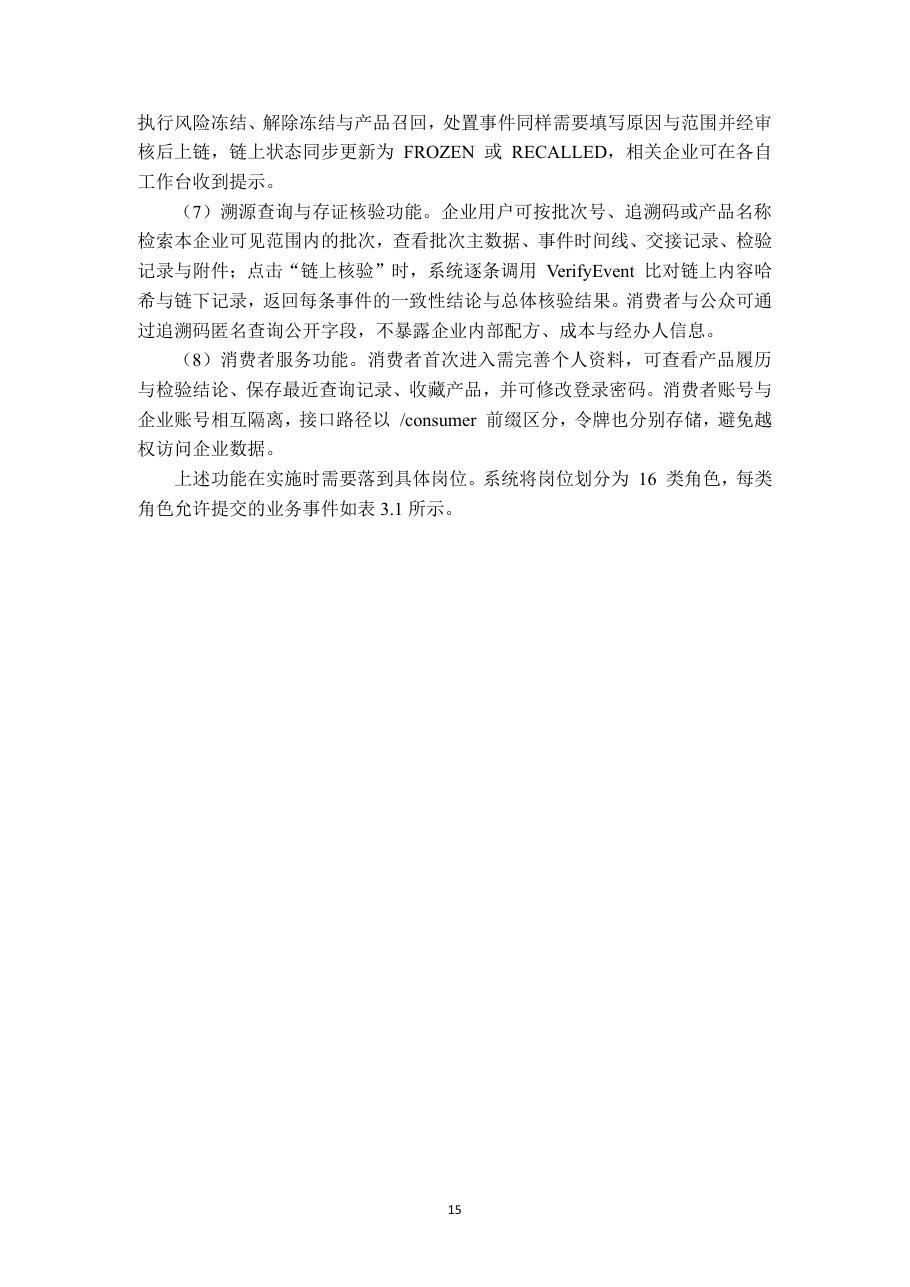 执行风险冻结、解除冻结与产品召回，处置事件同样需要填写原因与范围并经审
核后上链，链上状态同步更新为 FROZEN 或 RECALLED，相关企业可在各自
工作台收到提示。
（7）溯源查询与存证核验功能。企业用户可按批次号、追溯码或产品名称
检索本企业可见范围内的批次，查看批次主数据、事件时间线、交接记录、检验
记录与附件；点击“链上核验”时，系统逐条调用 VerifyEvent 比对链上内容哈
希与链下记录，返回每条事件的一致性结论与总体核验结果。消费者与公众可通
过追溯码匿名查询公开字段，不暴露企业内部配方、成本与经办人信息。
（8）消费者服务功能。消费者首次进入需完善个人资料，可查看产品履历
与检验结论、保存最近查询记录、收藏产品，并可修改登录密码。消费者账号与
企业账号相互隔离，接口路径以 /consumer 前缀区分，令牌也分别存储，避免越
权访问企业数据。
上述功能在实施时需要落到具体岗位。系统将岗位划分为 16 类角色，每类
角色允许提交的业务事件如表 3.1 所示。
15